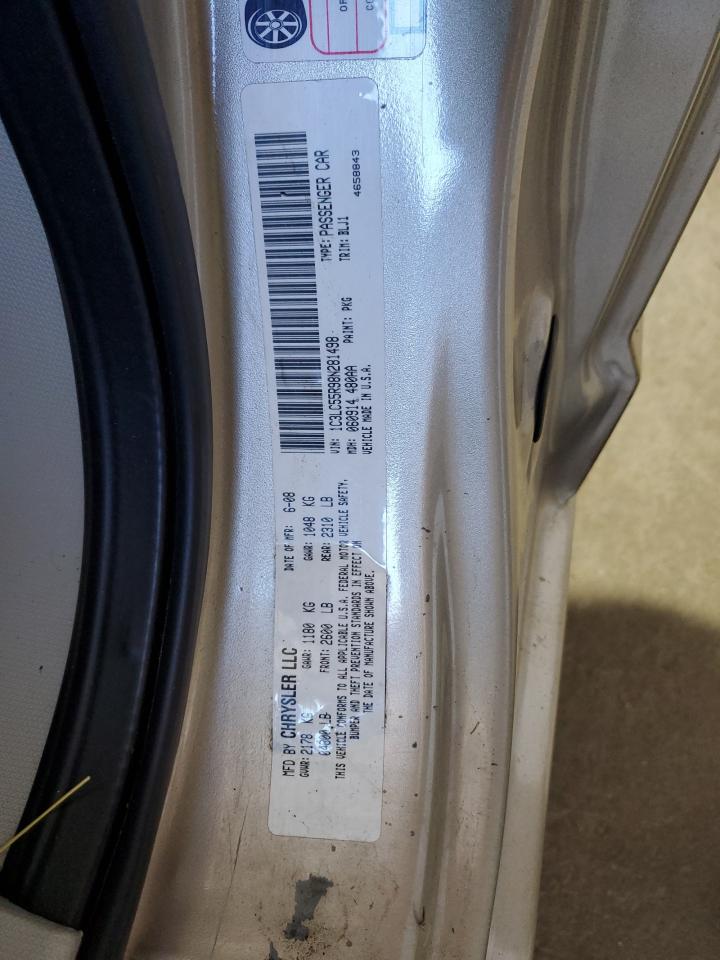 MFD BY CHRYSLER LLC
DATE OF MFR: 6-08
GVWR: 2178 KG
GAWR: 1180 KG
GAWR: 1048 KG
LB
FRONT: 2600 LB
REAR: 2310 LB
THIS VEHICLE CONFORMS TO ALL APPLICABLE U.S.A. FEDERAL MOTOR VEHICLE SAFETY,
BUMPER AND THEFT PREVENTION STANDARDS IN EFFECT ON
THE DATE OF MANUFACTURE SHOWN ABOVE.
VIN: 1C3LC55R98N281498
TYPE: PASSENGER CAR
MDH: 060914 480AA
PAINT: PKG
TRIM: BLJ1
VEHICLE MADE IN U.S.A.
4658843